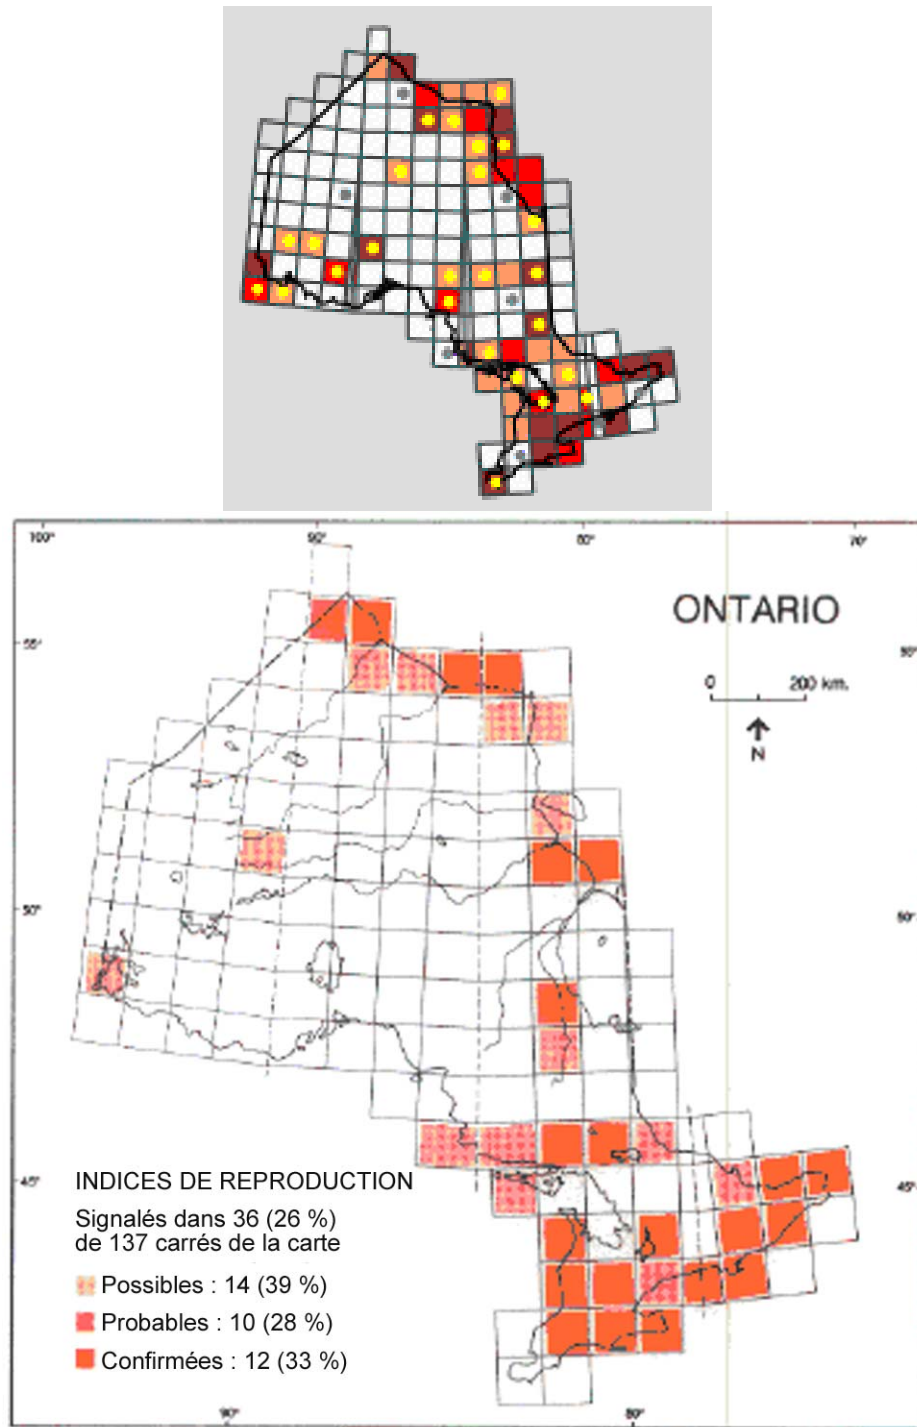 100° 90° 80° 70°
ONTARIO
55° 55°
0 200 km.
N
50° 50°
45° 45°
INDICES DE REPRODUCTION
Signalés dans 36 (26 %)
de 137 carrés de la carte
Possibles : 14 (39 %)
Probables : 10 (28 %)
Confirmées : 12 (33 %)
90° 80°